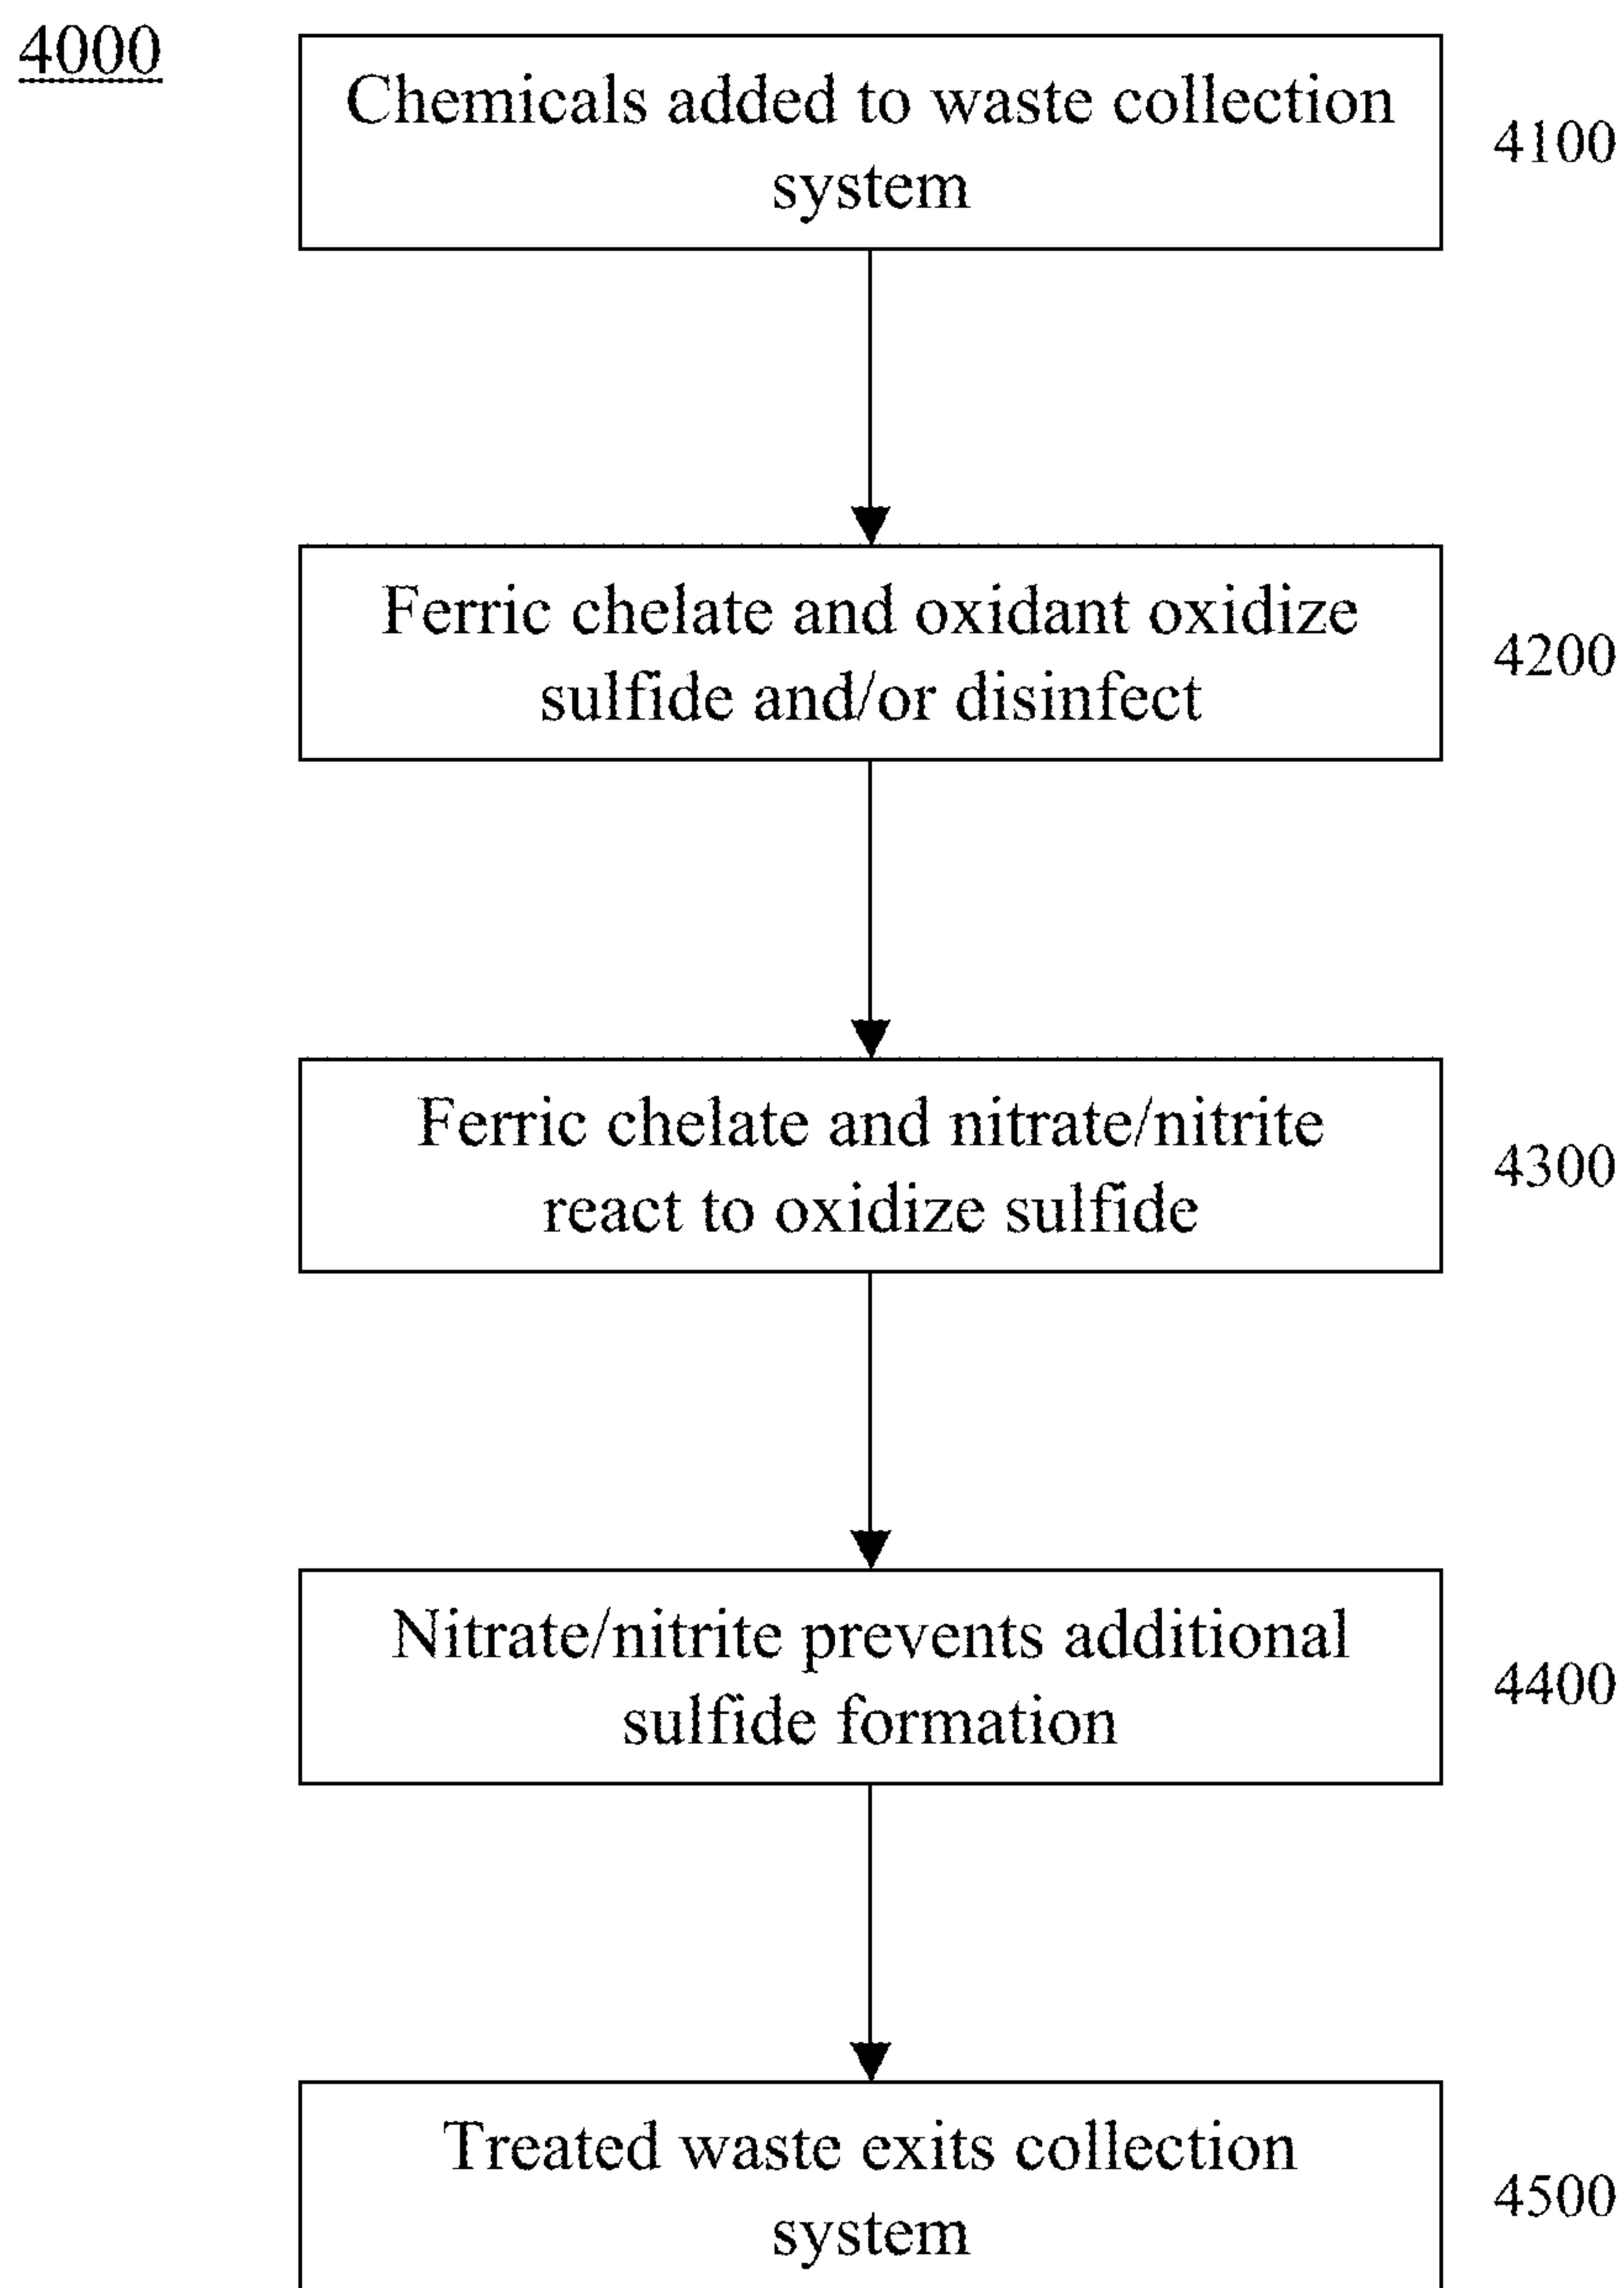 4000
Chemicals added to waste collection
system
4100
Ferric chelate and oxidant oxidize
sulfide and/or disinfect
4200
Ferric chelate and nitrate/nitrite
react to oxidize sulfide
4300
Nitrate/nitrite prevents additional
sulfide formation
4400
Treated waste exits collection
system
4500